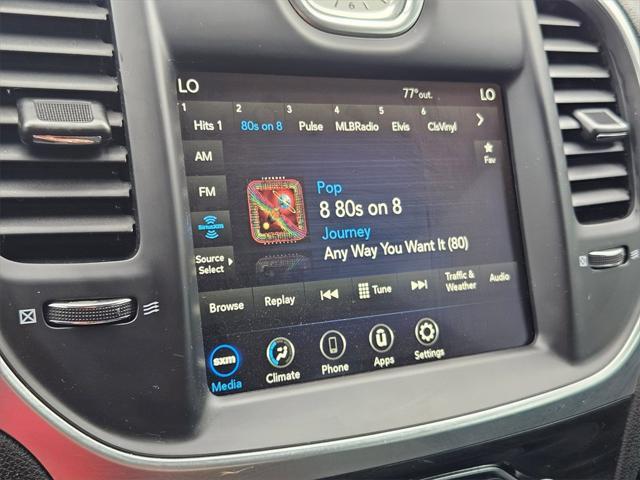 LO 77°out. LO
1 2 3 4 5 6
Hits 1 80s on 8 Pulse MLBRadio Elvis ClsVinyl
AM
Fav
FM
Pop
8 80s on 8
SiriusXM
Journey
Any Way You Want It (80)
Source
Select
Browse Replay Tune Traffic & Weather Audio
sxm
Media Climate Phone Apps Settings